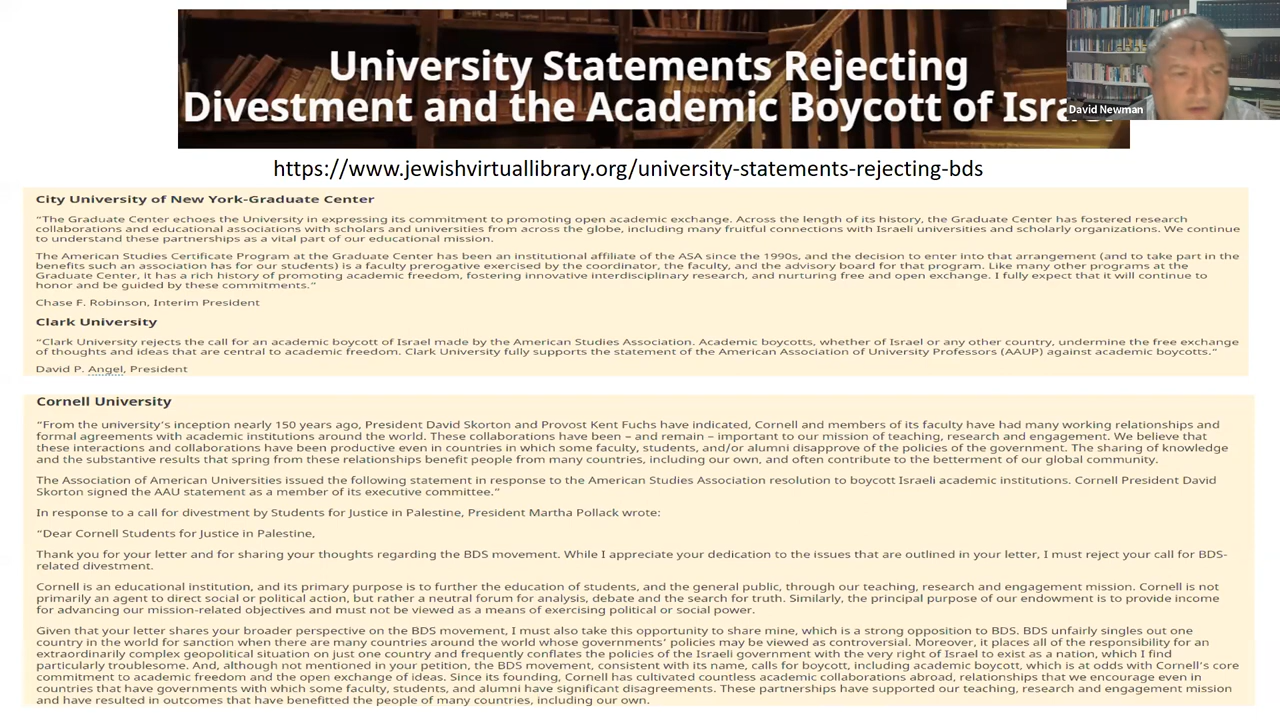 University Statements Rejecting
Divestment and the Academic Boycott of Isra
David Newman
https://www.jewishvirtuallibrary.org/university-statements-rejecting-bds
City University of New York-Graduate Center
“The Graduate Center echoes the University in expressing its commitment to promoting open academic exchange. Across the length of its history, the Graduate Center has fostered research
collaborations and educational associations with scholars and universities from across the globe, including many fruitful connections with Israeli universities and scholarly organizations. We continue
to understand these partnerships as a vital part of our educational mission.
The American Studies Certificate Program at the Graduate Center has been an institutional affiliate of the ASA since the 1990s, and the decision to enter into that arrangement (and to take part in the
benefits such an association has for our students) is a faculty prerogative exercised by the coordinator, the faculty, and the advisory board for that program. Like many other programs at the
Graduate Center, it has a rich history of promoting academic freedom, fostering innovative interdisciplinary research, and nurturing free and open exchange. I fully expect that it will continue to
honor and be guided by these commitments.“
Chase F. Robinson, Interim President
Clark University
“Clark University rejects the call for an academic boycott of Israel made by the American Studies Association. Academic boycotts, whether of Israel or any other country, undermine the free exchange
of thoughts and ideas that are central to academic freedom. Clark University fully supports the statement of the American Association of University Professors (AAUP) against academic boycotts.”
David P. Angel, President
Cornell University
“From the university’s inception nearly 150 years ago, President David Skorton and Provost Kent Fuchs have indicated, Cornell and members of its faculty have had many working relationships and
formal agreements with academic institutions around the world. These collaborations have been – and remain – important to our mission of teaching, research and engagement. We believe that
these interactions and collaborations have been productive even in countries in which some faculty, students, and/or alumni disapprove of the policies of the government. The sharing of knowledge
and the substantive results that spring from these relationships benefit people from many countries, including our own, and often contribute to the betterment of our global community.
The Association of American Universities issued the following statement in response to the American Studies Association resolution to boycott Israeli academic institutions. Cornell President David
Skorton signed the AAU statement as a member of its executive committee.”
In response to a call for divestment by Students for Justice in Palestine, President Martha Pollack wrote:
“Dear Cornell Students for Justice in Palestine,
Thank you for your letter and for sharing your thoughts regarding the BDS movement. While I appreciate your dedication to the issues that are outlined in your letter, I must reject your call for BDS-
related divestment.
Cornell is an educational institution, and its primary purpose is to further the education of students, and the general public, through our teaching, research and engagement mission. Cornell is not
primarily an agent to direct social or political action, but rather a neutral forum for analysis, debate and the search for truth. Similarly, the principal purpose of our endowment is to provide income
for advancing our mission-related objectives and must not be viewed as a means of exercising political or social power.
Given that your letter shares your broader perspective on the BDS movement, I must also take this opportunity to share mine, which is a strong opposition to BDS. BDS unfairly singles out one
country in the world for sanction when there are many countries around the world whose governments’ policies may be viewed as controversial. Moreover, it places all of the responsibility for an
extraordinarily complex geopolitical situation on just one country and frequently conflates the policies of the Israeli government with the very right of Israel to exist as a nation, which I find
particularly troublesome. And, although not mentioned in your petition, the BDS movement, consistent with its name, calls for boycott, including academic boycott, which is at odds with Cornell's core
commitment to academic freedom and the open exchange of ideas. Since its founding, Cornell has cultivated countless academic collaborations abroad, relationships that we encourage even in
countries that have governments with which some faculty, students, and alumni have significant disagreements. These partnerships have supported our teaching, research and engagement mission
and have resulted in outcomes that have benefitted the people of many countries, including our own.